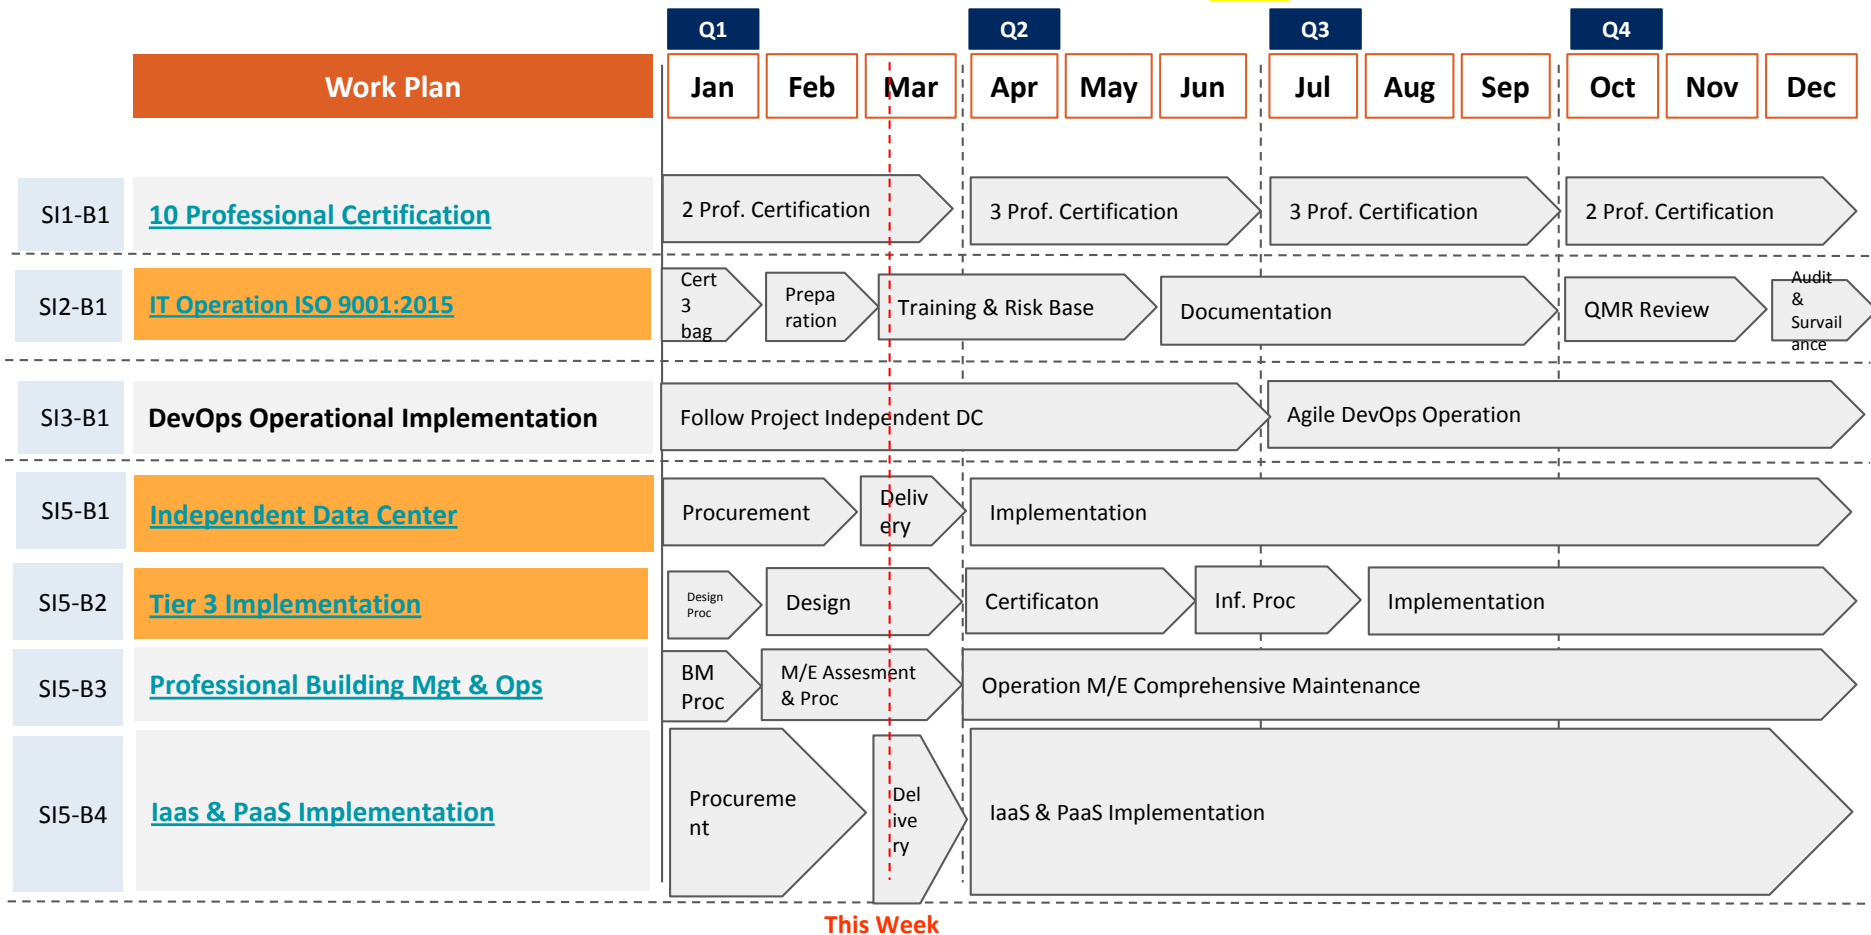 Q1
Q2
Q3
Q4
Work Plan
Jan
Feb
Mar
Apr
May
Jun
Jul
Aug
Sep
Oct
Nov
Dec
SI1-B1
10 Professional Certification
2 Prof. Certification
3 Prof. Certification
3 Prof. Certification
2 Prof. Certification
SI2-B1
IT Operation ISO 9001:2015
Cert
3
bag
Prepa
ration
Training & Risk Base
Documentation
QMR Review
Audit
&
Survail
ance
SI3-B1
DevOps Operational Implementation
Follow Project Independent DC
Agile DevOps Operation
SI5-B1
Independent Data Center
Procurement
Deliv
ery
Implementation
SI5-B2
Tier 3 Implementation
Design
Proc
Design
Certificaton
Inf. Proc
Implementation
SI5-B3
Professional Building Mgt & Ops
BM
Proc
M/E Assesment
& Proc
Operation M/E Comprehensive Maintenance
SI5-B4
Iaas & PaaS Implementation
Procureme
nt
Del
ive
ry
IaaS & PaaS Implementation
This Week